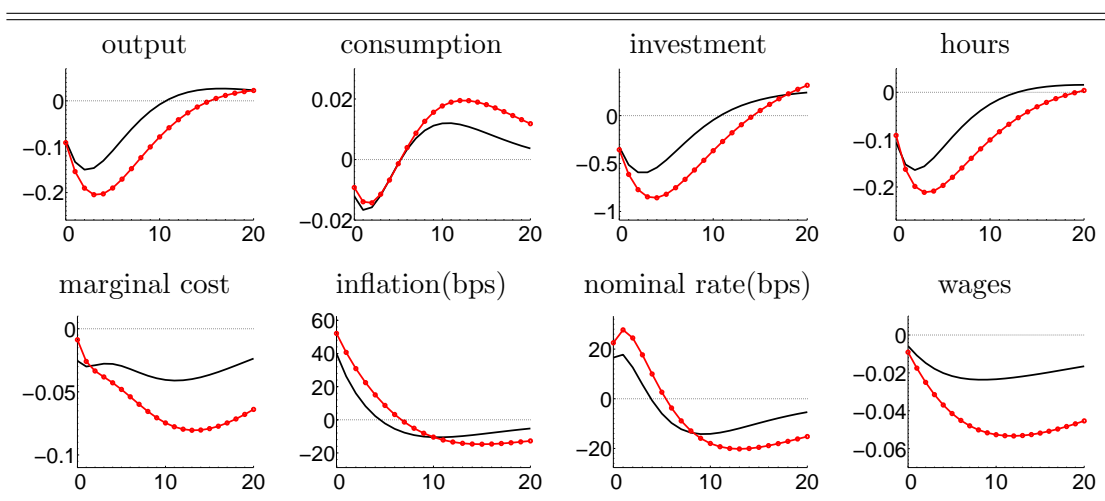 output consumption investment hours
0 0.02 0 0
−0.1 0 −0.5 −0.1
−0.2 −0.02 −1 −0.2
0 10 20 0 10 20 0 10 20 0 10 20
marginal cost inflation(bps) nominal rate(bps) wages
0 60 20 0
−0.05 40 0 −0.02
−0.1 20 −20 −0.04
0 −0.06
−20
0 10 20 0 10 20 0 10 20 0 10 20